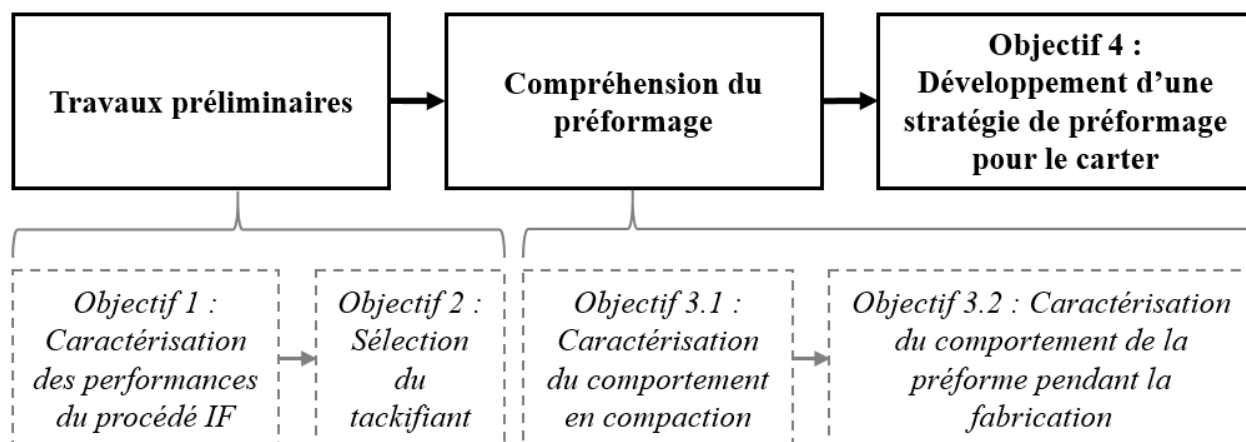 Travaux préliminaires
Compréhension du
préformage
Objectif 4 :
Développement d’une
stratégie de préformage
pour le carter
Objectif 1 :
Caractérisation
des performances
du procédé IF
Objectif 2 :
Sélection
du
tackifiant
Objectif 3.1 :
Caractérisation
du comportement
en compaction
Objectif 3.2 : Caractérisation
du comportement de la
préforme pendant la
fabrication